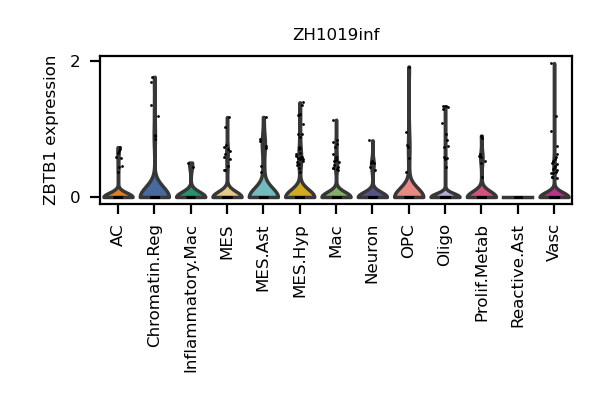 ZH1019inf
ZBTB1 expression
2
0
AC
Chromatin.Reg
Inflammatory.Mac
MES
MES.Ast
MES.Hyp
Mac
Neuron
OPC
Oligo
Prolif.Metab
Reactive.Ast
Vasc